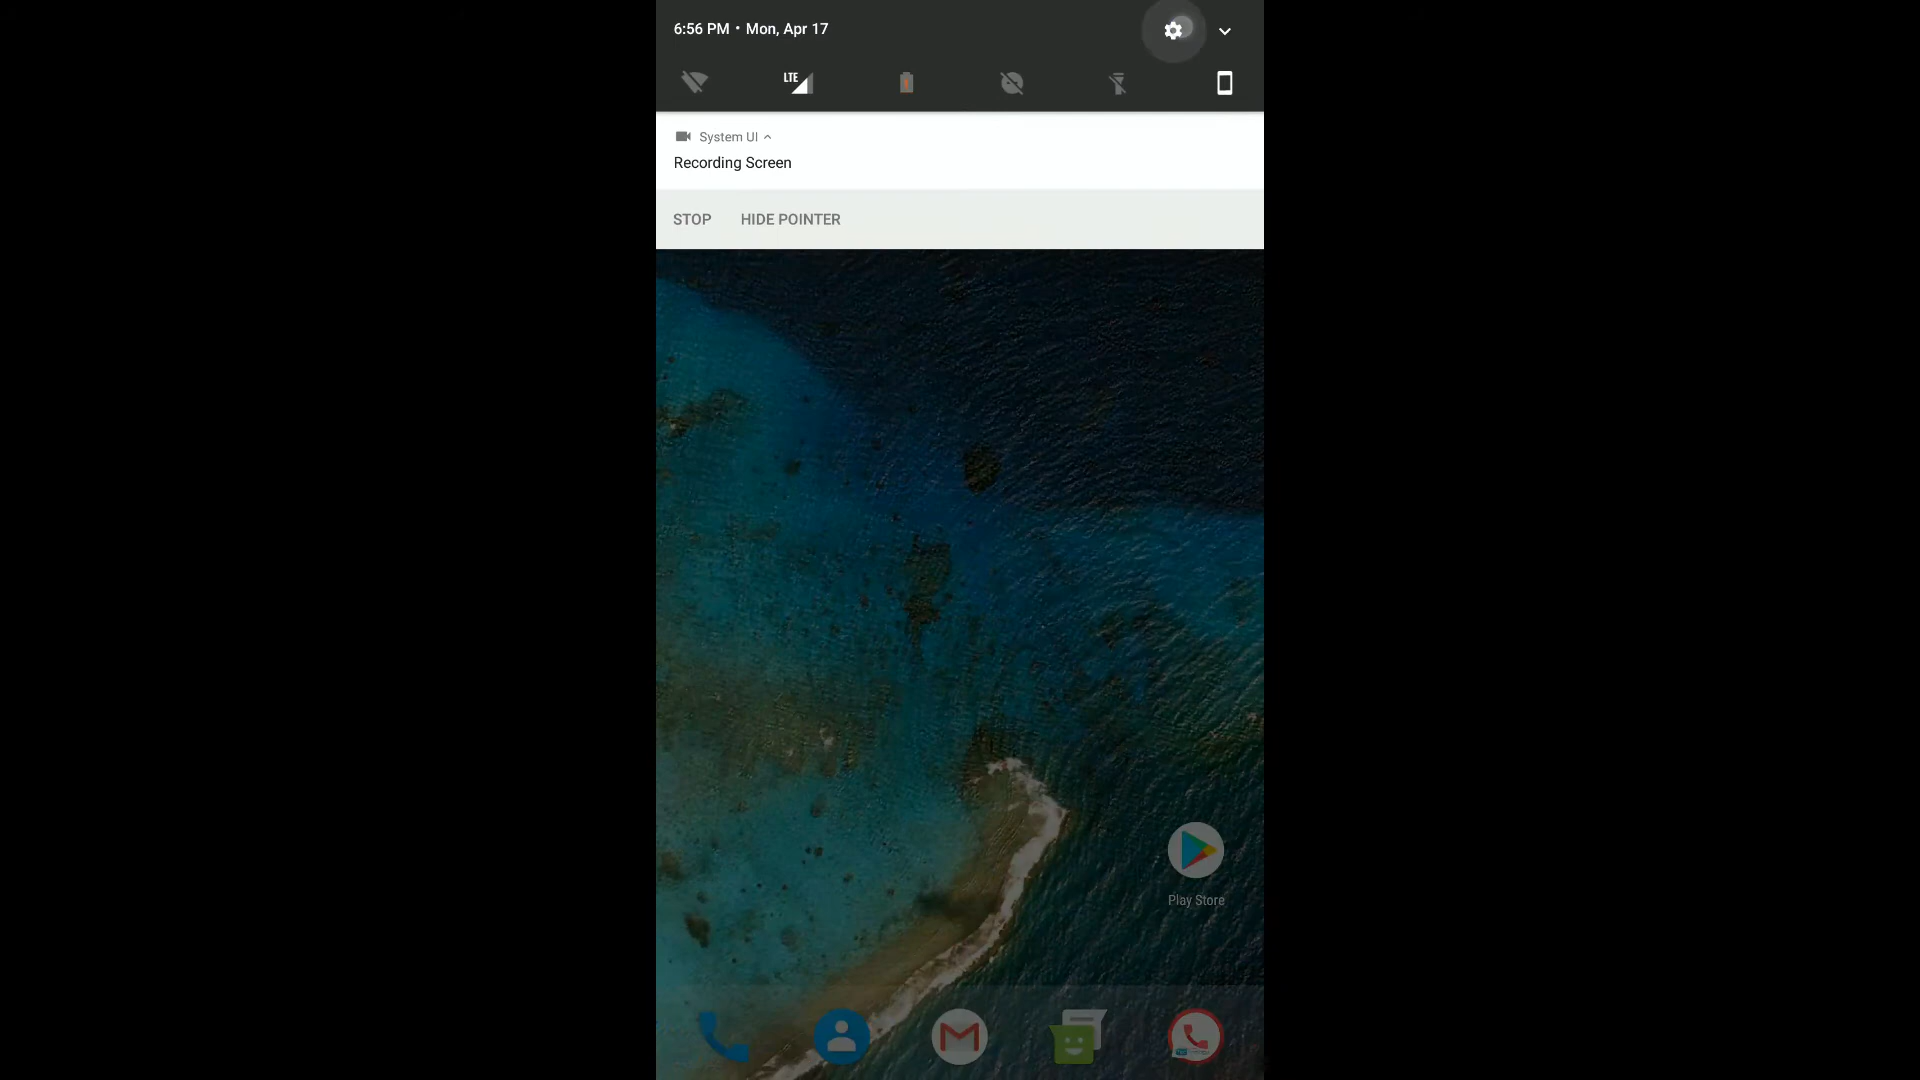 6:56 PM • Mon, Apr 17
LTE
System UI
Recording Screen
STOP HIDE POINTER
Play Store